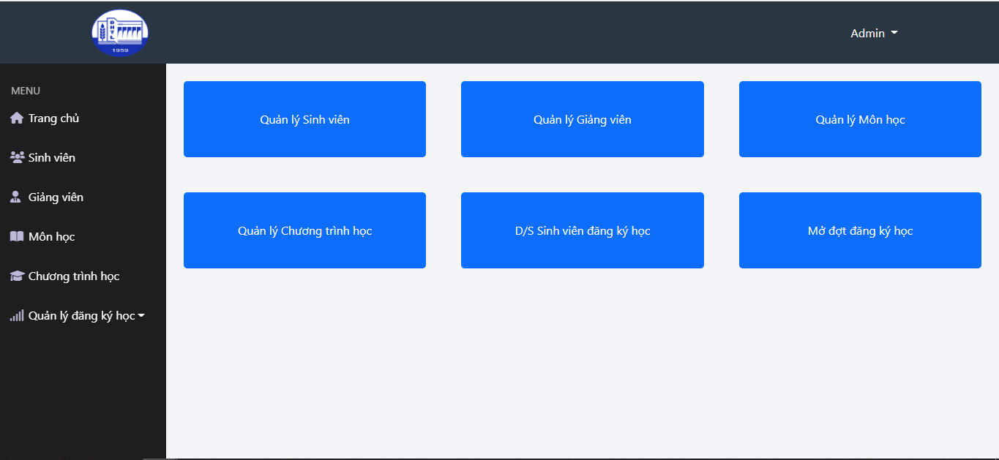 ĐHTL
1959
Admin
MENU
Trang chủ
Sinh viên
Giảng viên
Môn học
Chương trình học
Quản lý đăng ký học
Quản lý Sinh viên
Quản lý Giảng viên
Quản lý Môn học
Quản lý Chương trình học
D/S Sinh viên đăng ký học
Mở đợt đăng ký học